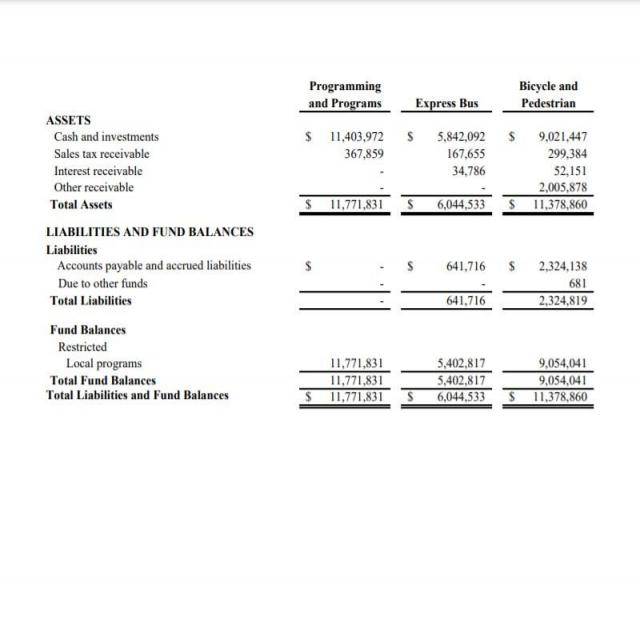 Programming Bicycle and
and Programs Express Bus Pedestrian
ASSETS
Cash and investments $ 11,403,972 $ 5,842,092 $ 9,021,447
Sales tax receivable 367,859 167,655 299,384
Interest receivable - 34,786 52,151
Other receivable - - 2,005,878
Total Assets $ 11,771,831 $ 6,044,533 $ 11,378,860
LIABILITIES AND FUND BALANCES
Liabilities
Accounts payable and accrued liabilities $ - $ 641,716 $ 2,324,138
Due to other funds - - 681
Total Liabilities - 641,716 2,324,819
Fund Balances
Restricted
Local programs 11,771,831 5,402,817 9,054,041
Total Fund Balances 11,771,831 5,402,817 9,054,041
Total Liabilities and Fund Balances $ 11,771,831 $ 6,044,533 $ 11,378,860